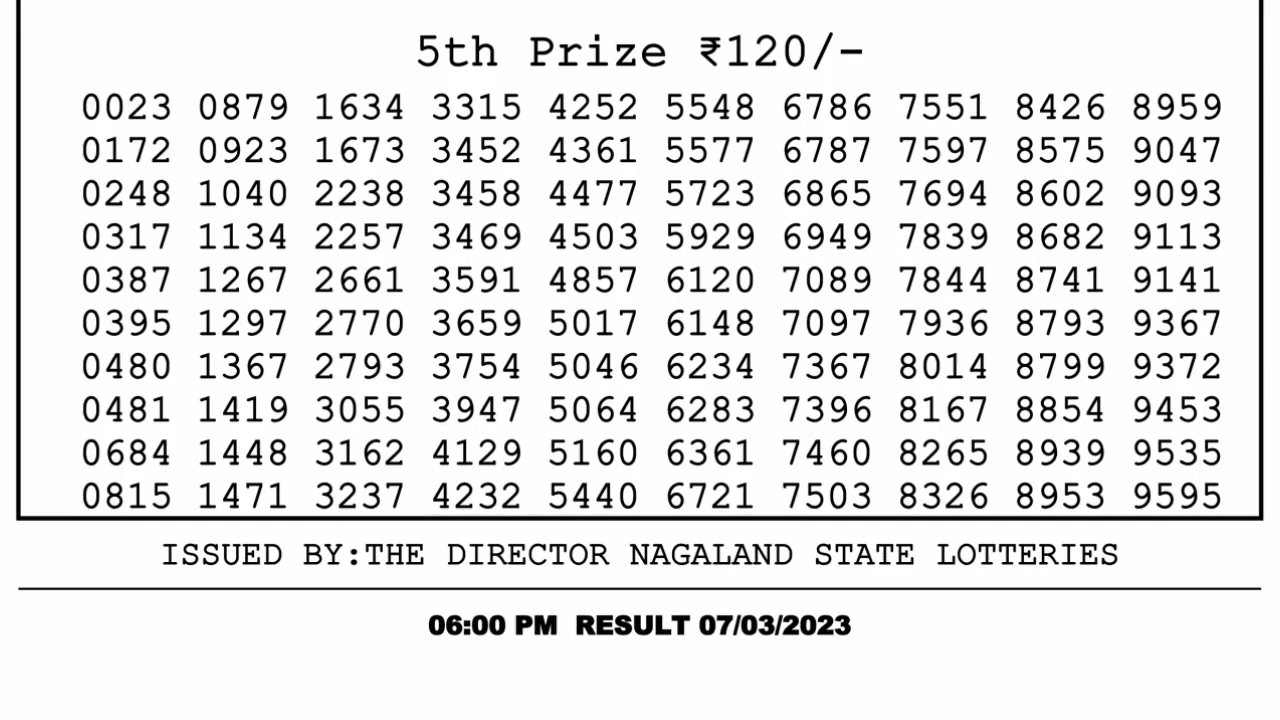 5th Prize ₹120/-
0023 0879 1634 3315 4252 5548 6786 7551 8426 8959
0172 0923 1673 3452 4361 5577 6787 7597 8575 9047
0248 1040 2238 3458 4477 5723 6865 7694 8602 9093
0317 1134 2257 3469 4503 5929 6949 7839 8682 9113
0387 1267 2661 3591 4857 6120 7089 7844 8741 9141
0395 1297 2770 3659 5017 6148 7097 7936 8793 9367
0480 1367 2793 3754 5046 6234 7367 8014 8799 9372
0481 1419 3055 3947 5064 6283 7396 8167 8854 9453
0684 1448 3162 4129 5160 6361 7460 8265 8939 9535
0815 1471 3237 4232 5440 6721 7503 8326 8953 9595
ISSUED BY:THE DIRECTOR NAGALAND STATE LOTTERIES
06:00 PM RESULT 07/03/2023